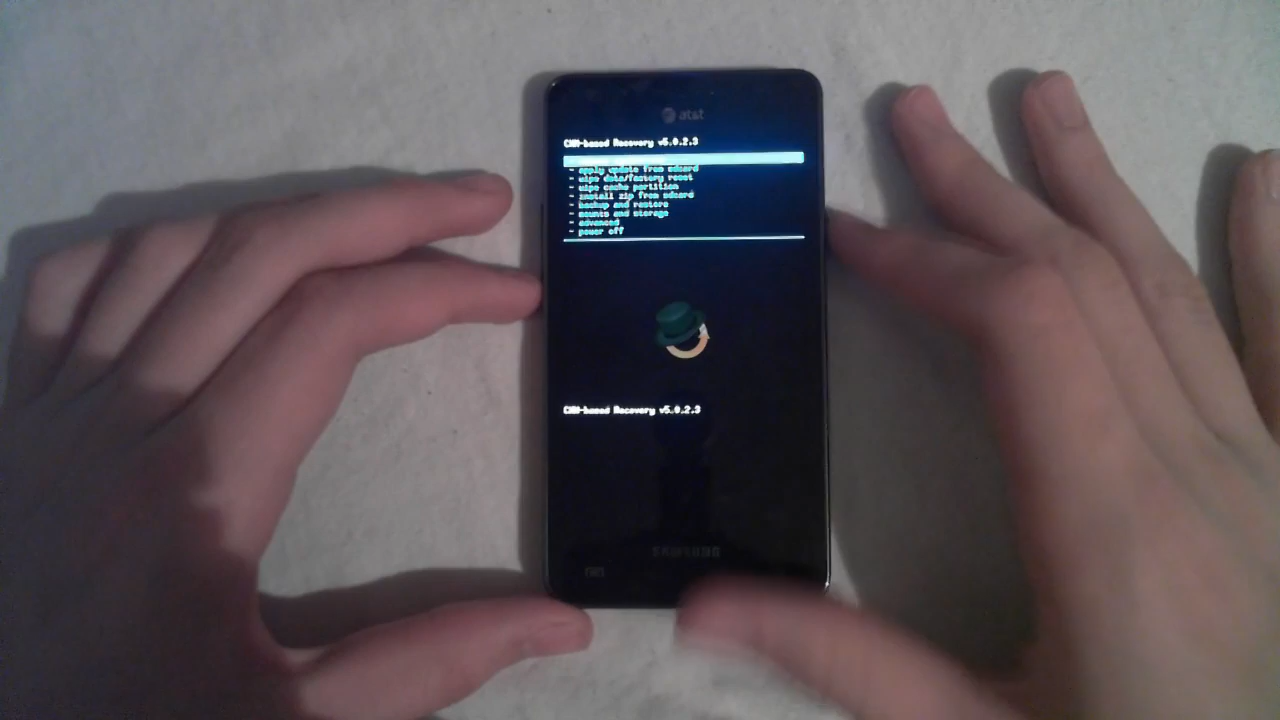 at&t
CWM-based Recovery v5.0.2.3
- apply update from sdcard
- wipe data/factory reset
- wipe cache partition
- install zip from sdcard
- backup and restore
- mounts and storage
- advanced
- power off
CWM-based Recovery v5.0.2.3
SAMSUNG